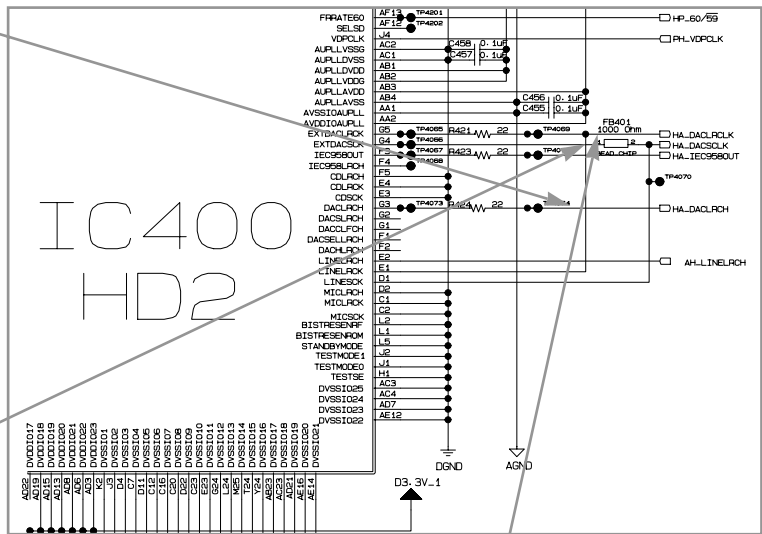 FRRATE60 AF13 TP4201 HP_60/59
SELSD AF12 TP4202
VDPCLK J4 PH_VDPCLK
AUPLLVSSG AC2 C458 0.1uF
AUPLLDVSS AC1 C457 0.1uF
AUPLLDVDD AB1
AUPLLVDDG AB2
AUPLLAVDD AB3
AUPLLAVSS AB4 C456 0.1uF
AVSSIOAUPLL AA1 C455 0.1uF
AVDDIOAUPLL AA2
FB401
1000 Ohm
EXTDACLRCK G5 TP4065 R421 22 TP4069 HA_DACLRCLK
EXTDACSCK G4 TP4066 1 2 HA_DACSCLK
IEC958OUT F3 TP4067 R423 22 HA_IEC958OUT
IEC958LRCH F4 TP4068
CDLRCH F5
CDLRCK E4 TP4070
CDSCK E3
DACLRCH G3 TP4073 R424 22 HA_DACLRCH
DACSLRCH G2
DACCLFCH G1
DACSELLRCH F1
DACHLRCH F2
LINELRCH E2 AH_LINELRCH
LINELRCK E1
LINESCK D1
MICLRCH D2
MICLRCK C1
MICSCK C2
BISTRESENRF L2
BISTRESENROM L1
STANDBYMODE L5
TESTMODE1 J2
TESTMODE0 J1
TESTSE H1
DVSSIO25 AC3
DVSSIO24 AC4
DVSSIO23 AD7
DVSSIO22 AE12
IC400
HD2
DGND AGND
D3.3V_1
DVDDIO17 AD22
DVDDIO18 AD19
DVDDIO19 AD15
DVDDIO20 AD13
DVDDIO21 AD8
DVDDIO22 AD6
DVDDIO23 AD3
DVSSIO1 K2
DVSSIO2 J3
DVSSIO3 D4
DVSSIO4 C7
DVSSIO5 D11
DVSSIO6 C12
DVSSIO7 C16
DVSSIO8 C20
DVSSIO9 D22
DVSSIO10 C23
DVSSIO11 E23
DVSSIO12 G24
DVSSIO13 L24
DVSSIO14 M25
DVSSIO15 T24
DVSSIO16 Y24
DVSSIO17 AB23
DVSSIO18 AC23
DVSSIO19 AD21
DVSSIO20 AE16
DVSSIO21 AE14